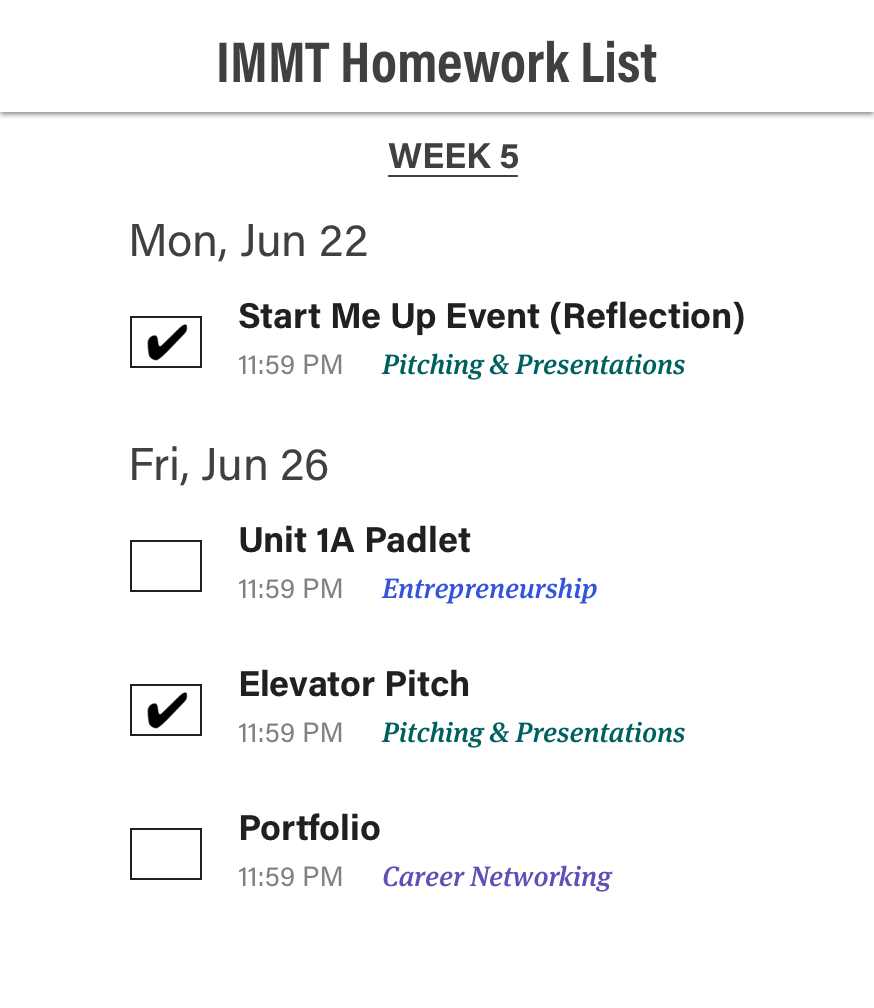 IMMT Homework List
WEEK 5
Mon, Jun 22
✔ Start Me Up Event (Reflection)
11:59 PM Pitching & Presentations
Fri, Jun 26
Unit 1A Padlet
11:59 PM Entrepreneurship
✔ Elevator Pitch
11:59 PM Pitching & Presentations
Portfolio
11:59 PM Career Networking